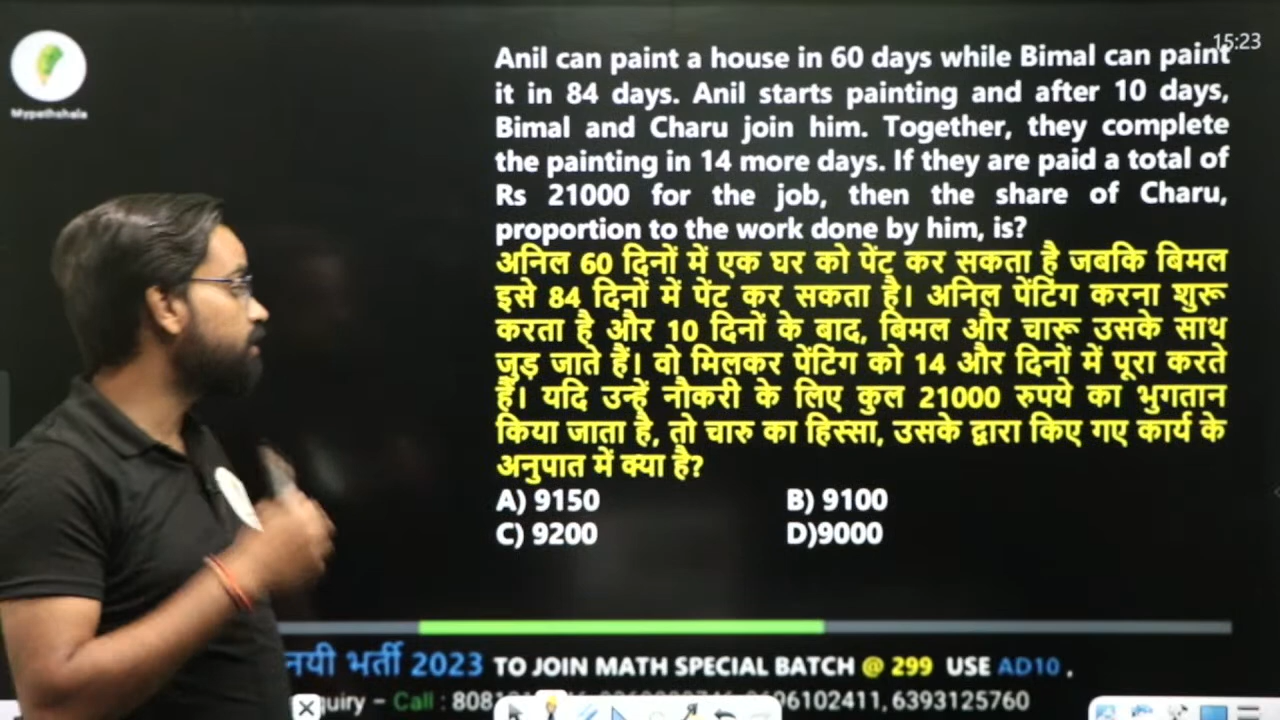 15:23
Mypathshala
Anil can paint a house in 60 days while Bimal can paint
it in 84 days. Anil starts painting and after 10 days,
Bimal and Charu join him. Together, they complete
the painting in 14 more days. If they are paid a total of
Rs 21000 for the job, then the share of Charu,
proportion to the work done by him, is?
अनिल 60 दिनों में एक घर को पेंट कर सकता है जबकि बिमल
इसे 84 दिनों में पेंट कर सकता है। अनिल पेंटिंग करना शुरू
करता है और 10 दिनों के बाद, बिमल और चारू उसके साथ
जुड़ जाते हैं। वो मिलकर पेंटिंग को 14 और दिनों में पूरा करते
हैं। यदि उन्हें नौकरी के लिए कुल 21000 रुपये का भुगतान
किया जाता है, तो चारु का हिस्सा, उसके द्वारा किए गए कार्य के
अनुपात में क्या है?
A) 9150 B) 9100
C) 9200 D)9000
नयी भर्ती 2023 TO JOIN MATH SPECIAL BATCH @ 299 USE AD10 .
quiry – Call : 6393125760